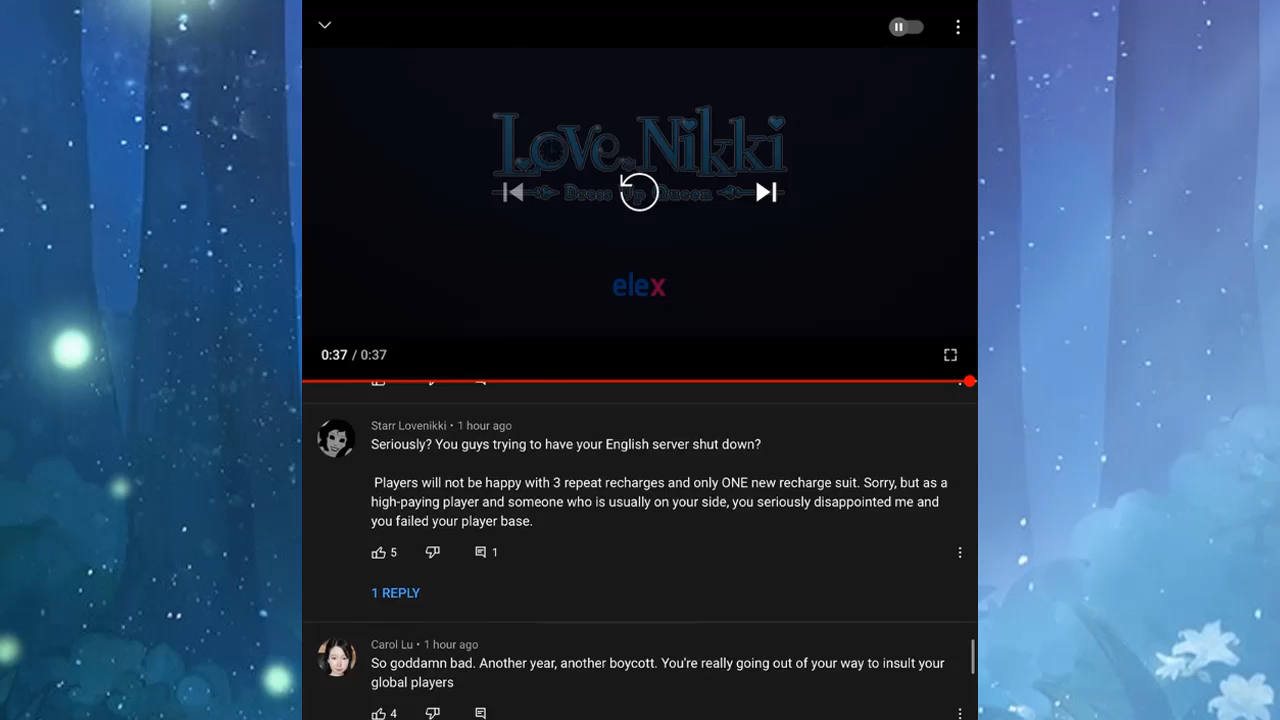 Love Nikki
Dress Up Queen
elex
0:37 / 0:37
Starr Lovenikki • 1 hour ago
Seriously? You guys trying to have your English server shut down?
Players will not be happy with 3 repeat recharges and only ONE new recharge suit. Sorry, but as a
high-paying player and someone who is usually on your side, you seriously disappointed me and
you failed your player base.
5 1
1 REPLY
Carol Lu • 1 hour ago
So goddamn bad. Another year, another boycott. You're really going out of your way to insult your
global players
4